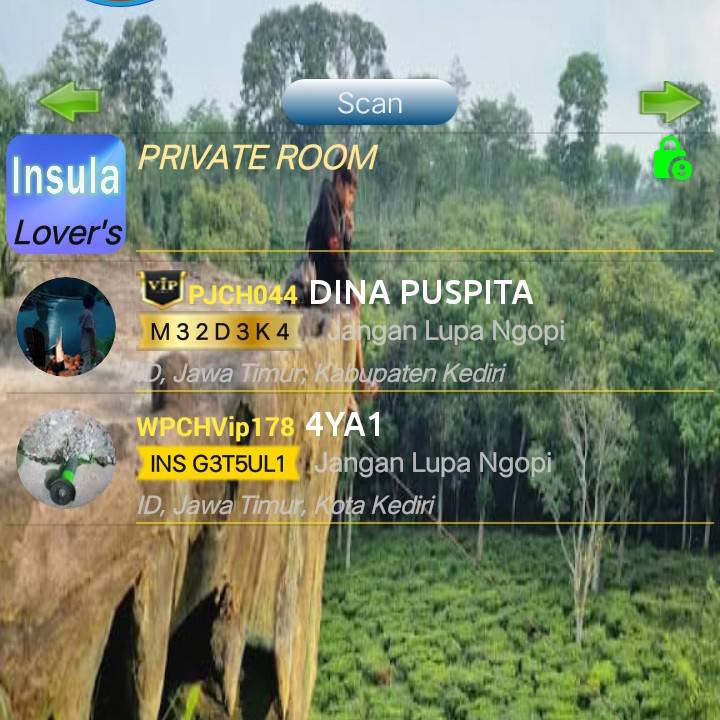 Scan
Insula
Lover's
PRIVATE ROOM
VIP PJCH044 DINA PUSPITA
M32D3K4 Jangan Lupa Ngopi
ID, Jawa Timur, Kabupaten Kediri
WPCHVip178 4YA1
INS G3T5UL1 Jangan Lupa Ngopi
ID, Jawa Timur, Kota Kediri